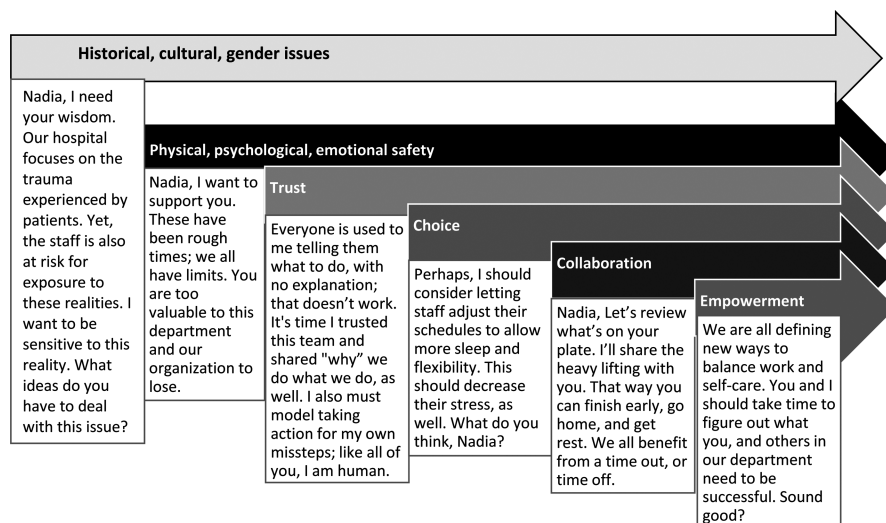 Historical, cultural, gender issues
Nadia, I need
your wisdom.
Our hospital
focuses on the
trauma
experienced by
patients. Yet,
the staff is also
at risk for
exposure to
these realities. I
want to be
sensitive to this
reality. What
ideas do you
have to deal
with this issue?
Physical, psychological, emotional safety
Nadia, I want to
support you.
These have
been rough
times; we all
have limits. You
are too
valuable to this
department
and our
organization to
lose.
Trust
Everyone is used to
me telling them
what to do, with
no explanation;
that doesn’t work.
It's time I trusted
this team and
shared "why” we
do what we do, as
well. I also must
model taking
action for my own
missteps; like all of
you, I am human.
Choice
Perhaps, I should
consider letting
staff adjust their
schedules to allow
more sleep and
flexibility. This
should decrease
their stress, as
well. What do you
think, Nadia?
Collaboration
Nadia, Let’s review
what’s on your
plate. I’ll share the
heavy lifting with
you. That way you
can finish early, go
home, and get
rest. We all benefit
from a time out, or
time off.
Empowerment
We are all defining
new ways to
balance work and
self-care. You and I
should take time to
figure out what
you, and others in
our department
need to be
successful. Sound
good?